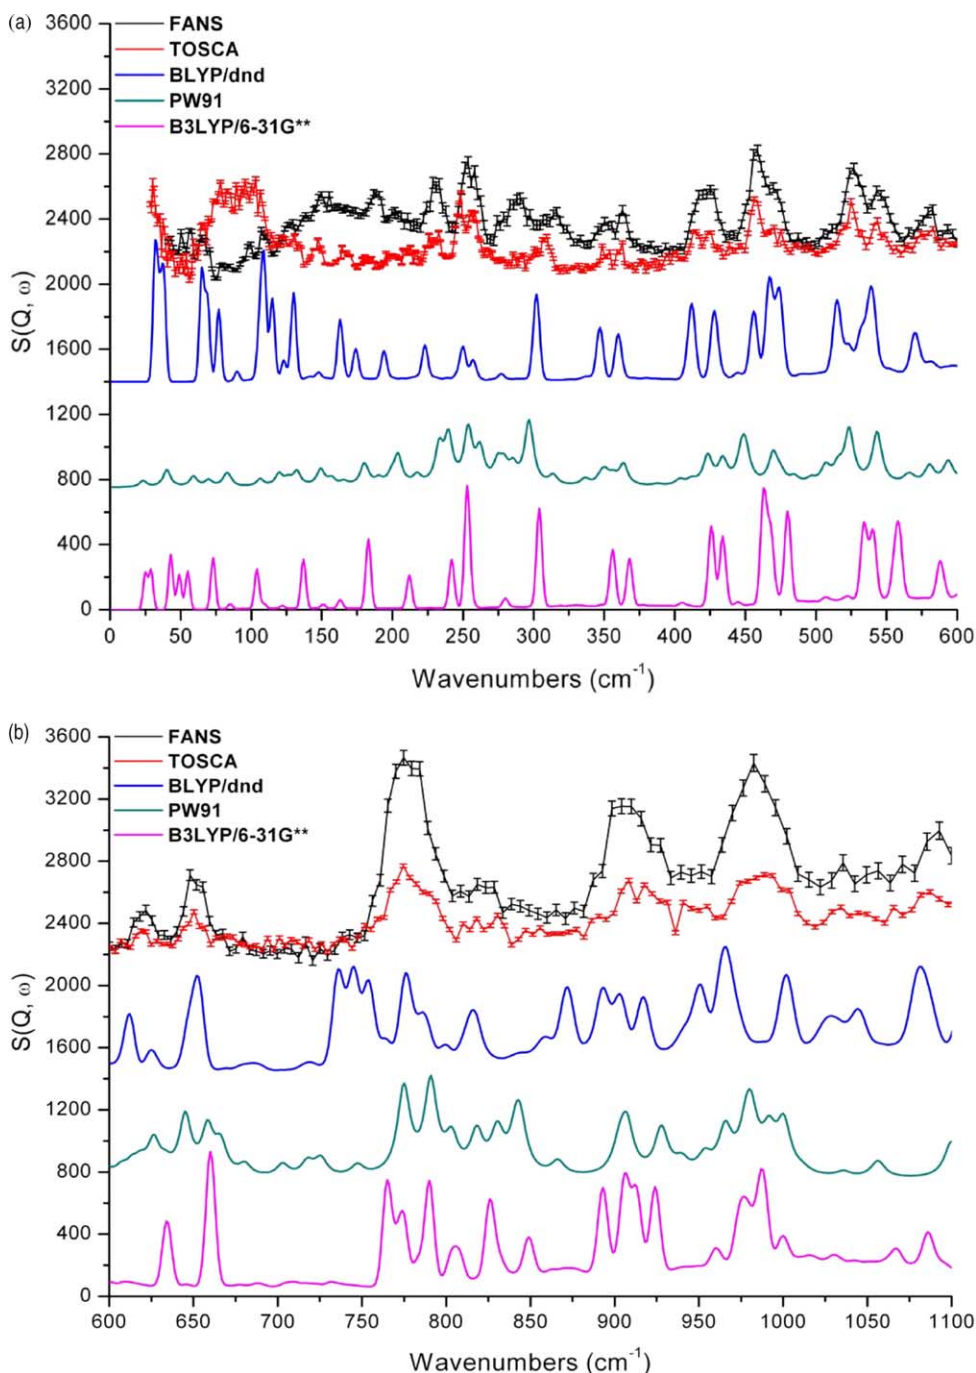 (a)
3600
3200
2800
2400
2000
1600
1200
800
400
0
FANS
TOSCA
BLYP/dnd
PW91
B3LYP/6-31G**
S(Q, ω)
0 50 100 150 200 250 300 350 400 450 500 550 600
Wavenumbers (cm⁻¹)
(b)
3600
3200
2800
2400
2000
1600
1200
800
400
0
FANS
TOSCA
BLYP/dnd
PW91
B3LYP/6-31G**
S(Q, ω)
600 650 700 750 800 850 900 950 1000 1050 1100
Wavenumbers (cm⁻¹)